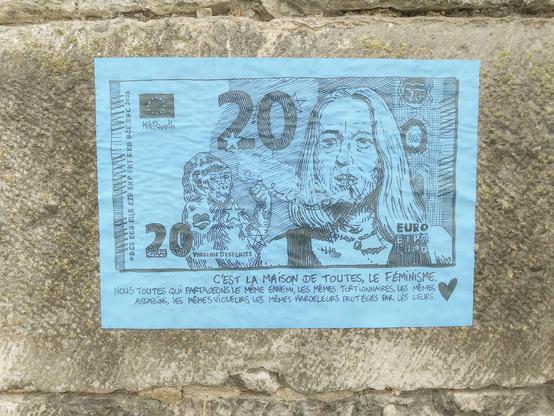 20
20
VIRGINIE DESPENTES
EURO
C'EST LA MAISON DE TOUTES, LE FÉMINISME.
NOUS TOUTES QUI PARTAGEONS LE MÊME ENNEMI, LES MÊMES TORTIONNAIRES, LES MÊMES
ASSASSINS, LES MÊMES VIOLEURS, LES MÊMES HARCELEURS PROTÉGÉS PAR LES LEURS.